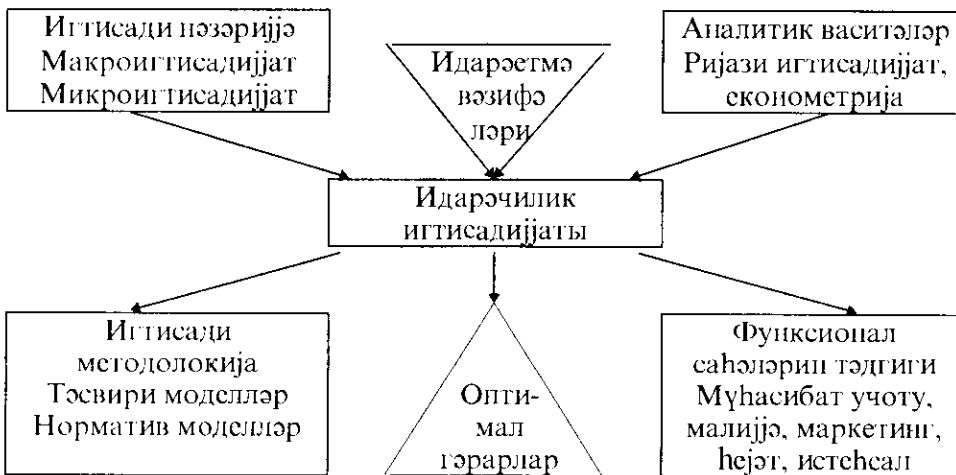 Игтисади нәзәријјә
Макроигтисадијјат
Микроигтисадијјат
Идарәетмә
вәзифә
ләри
Аналитик васитәләр
Ријази игтисадијјат,
економетрија
Идарәчилик
игтисадијјаты
Игтисади
методолокија
Тәсвири моделләр
Норматив моделләр
Опти-
мал
гәрарлар
Функсионал
саһәләрин тәдгиги
Мүһасибат учоту,
малијјә, маркетинг,
һејәт, истеһсал